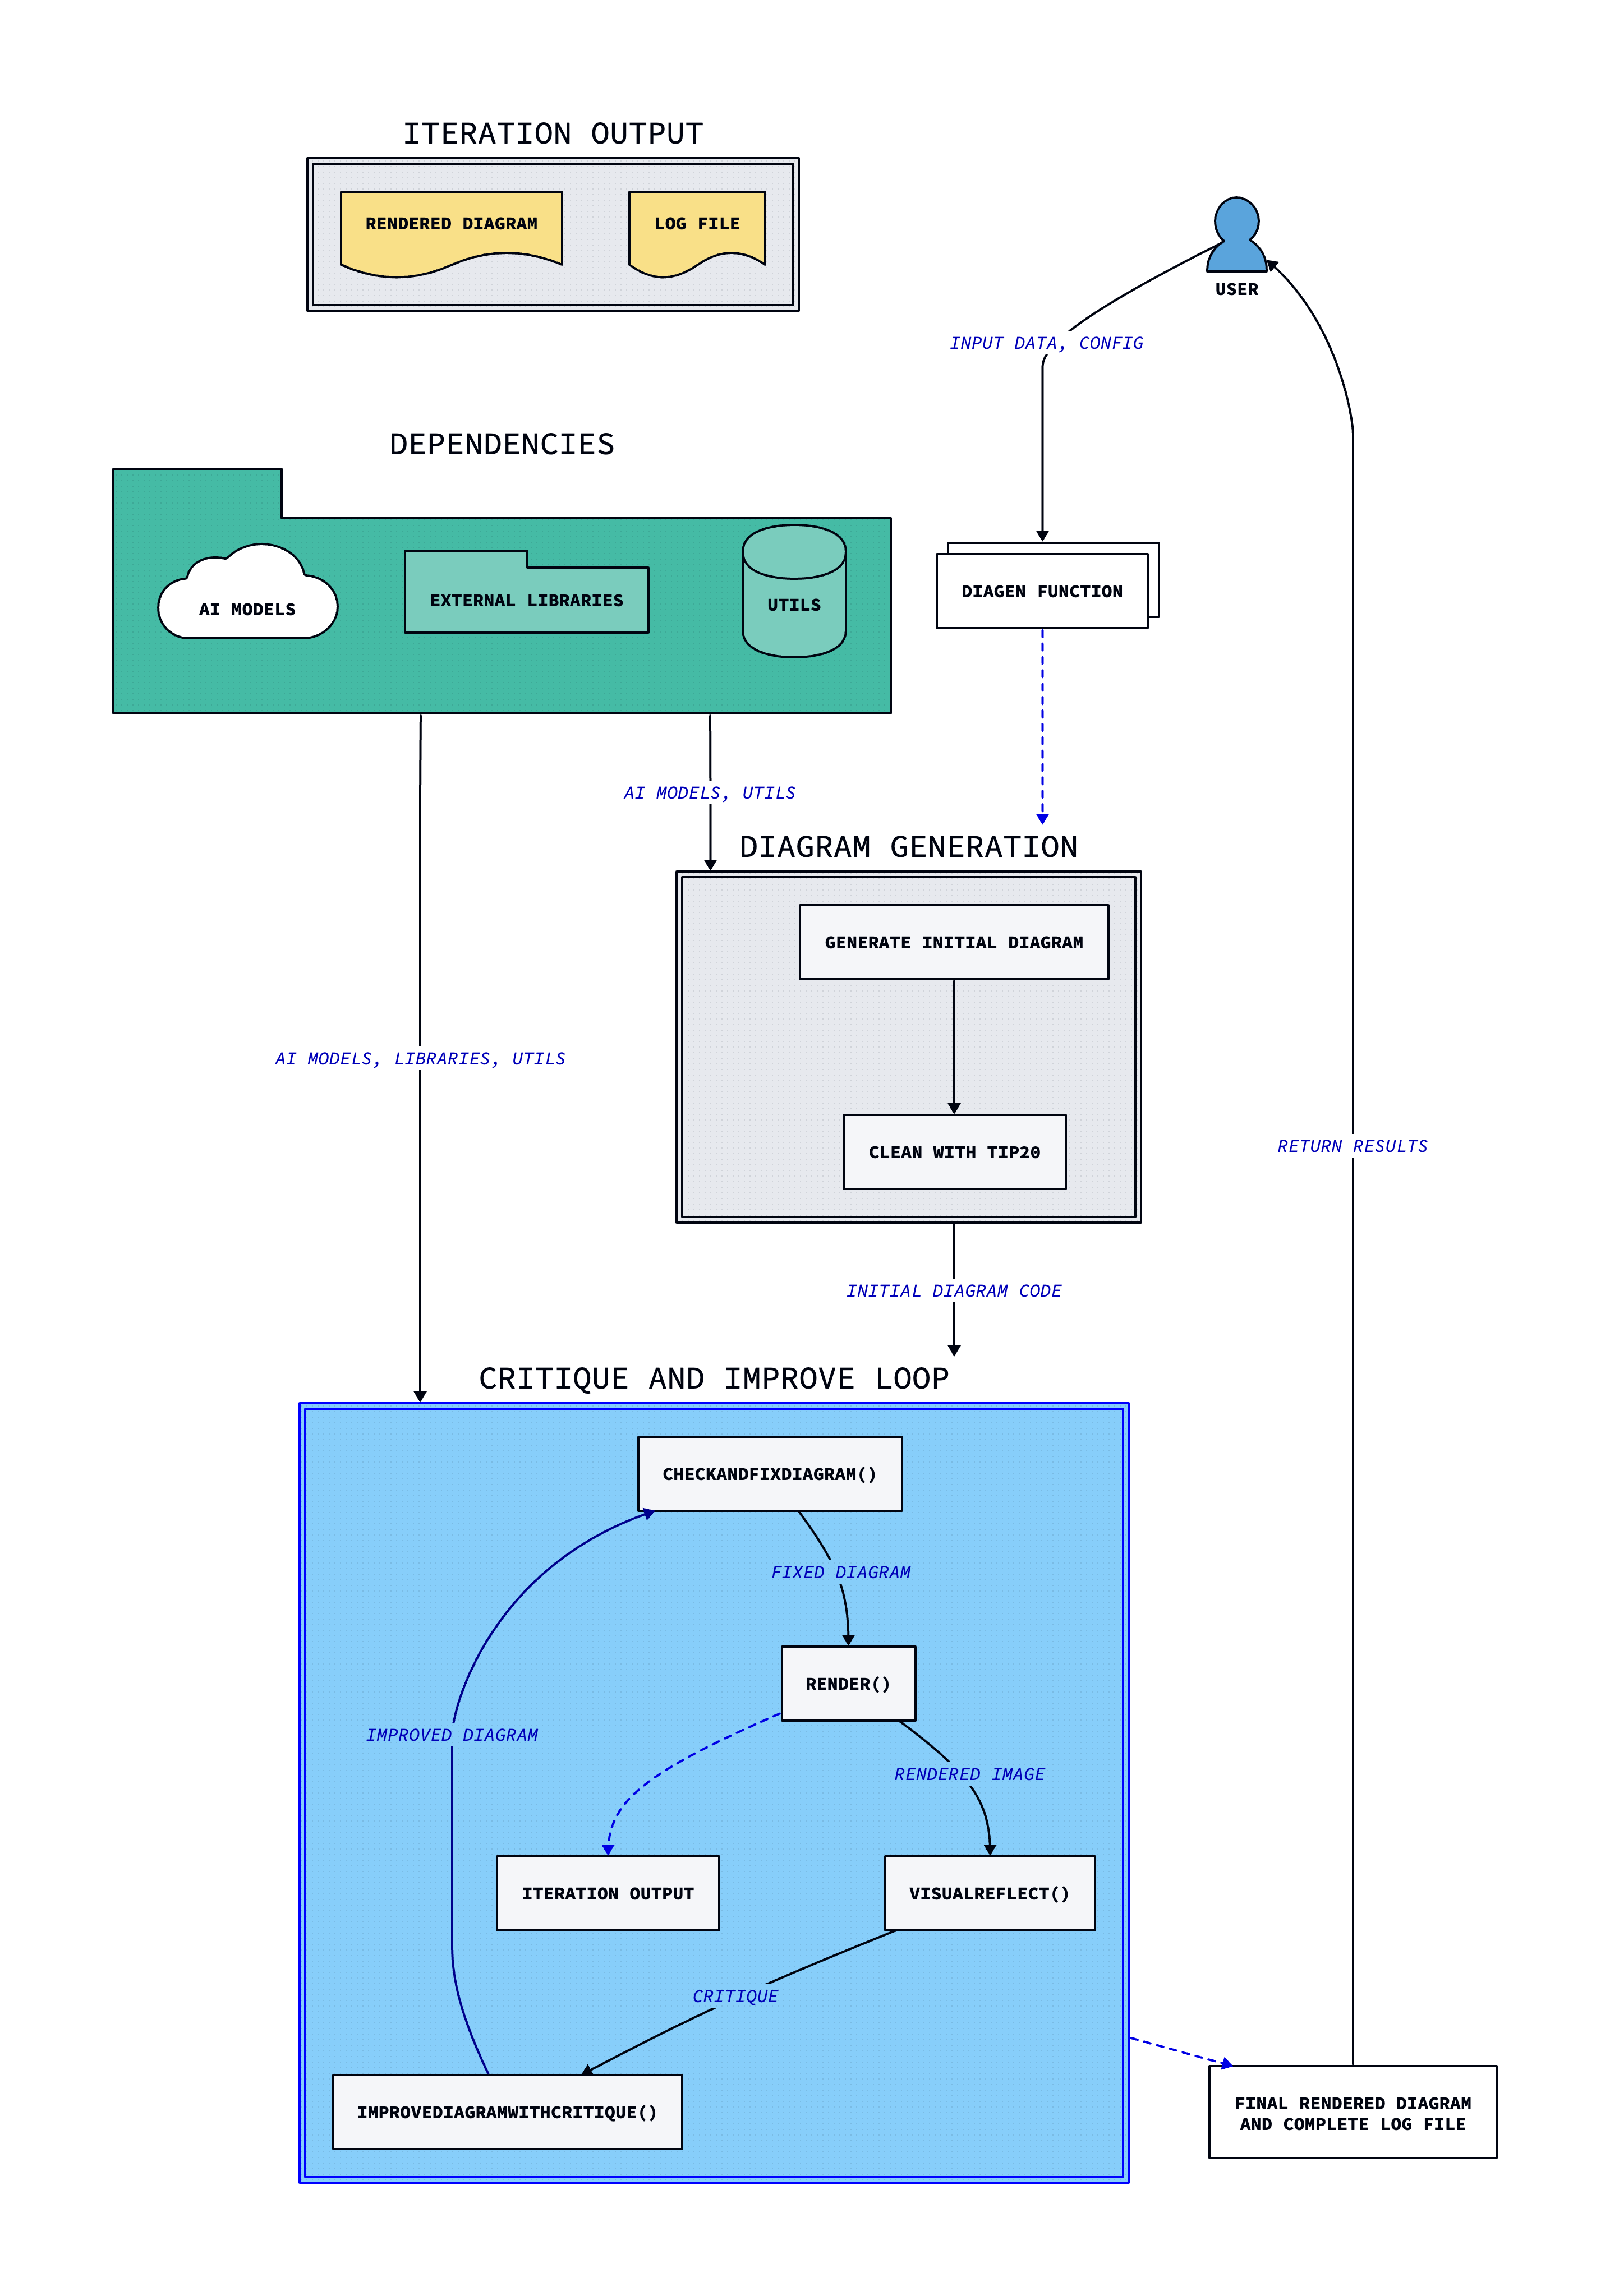 ITERATION OUTPUT
RENDERED DIAGRAM
LOG FILE
USER
INPUT DATA, CONFIG
DEPENDENCIES
AI MODELS
EXTERNAL LIBRARIES
UTILS
DIAGEN FUNCTION
AI MODELS, UTILS
DIAGRAM GENERATION
GENERATE INITIAL DIAGRAM
AI MODELS, LIBRARIES, UTILS
CLEAN WITH TIP20
RETURN RESULTS
INITIAL DIAGRAM CODE
CRITIQUE AND IMPROVE LOOP
CHECKANDFIXDIAGRAM()
FIXED DIAGRAM
RENDER()
IMPROVED DIAGRAM
RENDERED IMAGE
ITERATION OUTPUT
VISUALREFLECT()
CRITIQUE
IMPROVEDIAGRAMWITHCRITIQUE()
FINAL RENDERED DIAGRAM
AND COMPLETE LOG FILE